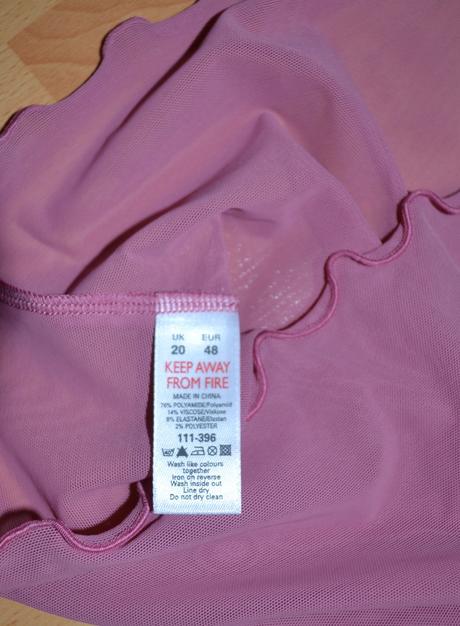 UK EUR
20 48
KEEP AWAY
FROM FIRE
MADE IN CHINA
76% POLYAMIDE/Polyamid
14% VISCOSE/Viskose
8% ELASTANE/Elastan
2% POLYESTER
111-396
Wash like colours
together
Iron on reverse
Wash inside out
Line dry
Do not dry clean